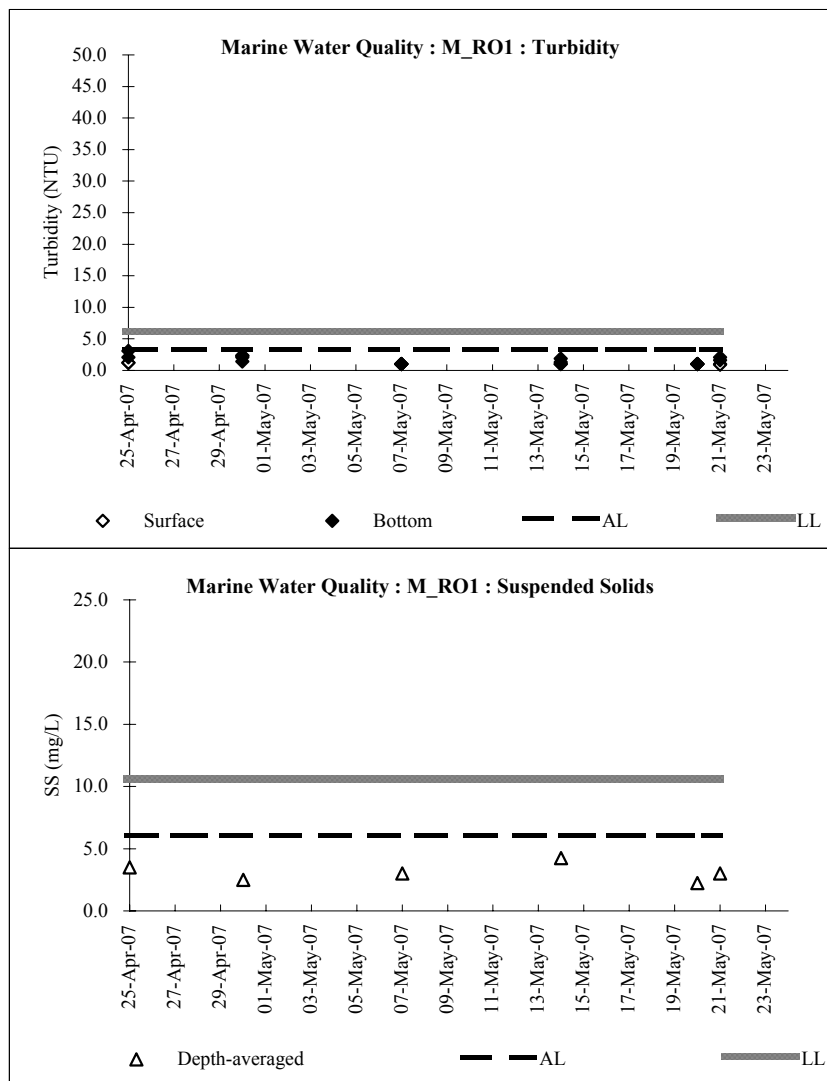 Marine Water Quality : M_RO1 : Turbidity
Turbidity (NTU)
50.0
45.0
40.0
35.0
30.0
25.0
20.0
15.0
10.0
5.0
0.0
25-Apr-07
27-Apr-07
29-Apr-07
01-May-07
03-May-07
05-May-07
07-May-07
09-May-07
11-May-07
13-May-07
15-May-07
17-May-07
19-May-07
21-May-07
23-May-07
Surface Bottom AL LL
Marine Water Quality : M_RO1 : Suspended Solids
SS (mg/L)
25.0
20.0
15.0
10.0
5.0
0.0
25-Apr-07
27-Apr-07
29-Apr-07
01-May-07
03-May-07
05-May-07
07-May-07
09-May-07
11-May-07
13-May-07
15-May-07
17-May-07
19-May-07
21-May-07
23-May-07
Depth-averaged AL LL